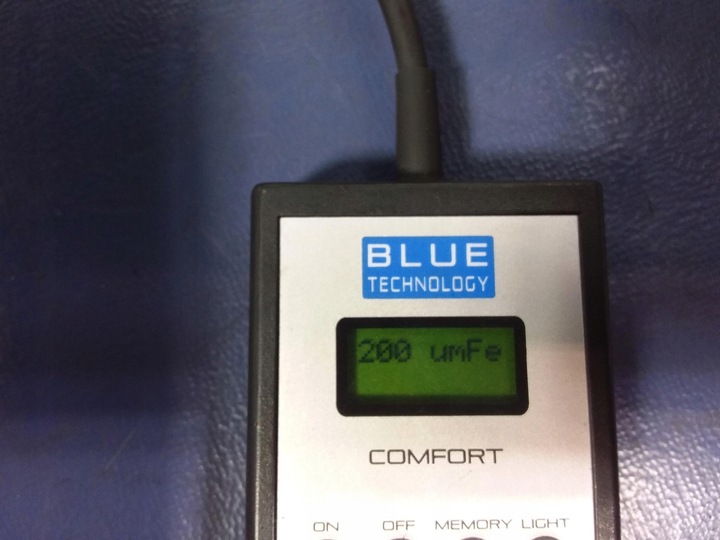 BLUE
TECHNOLOGY
200 umFe
COMFORT
ON OFF MEMORY LIGHT